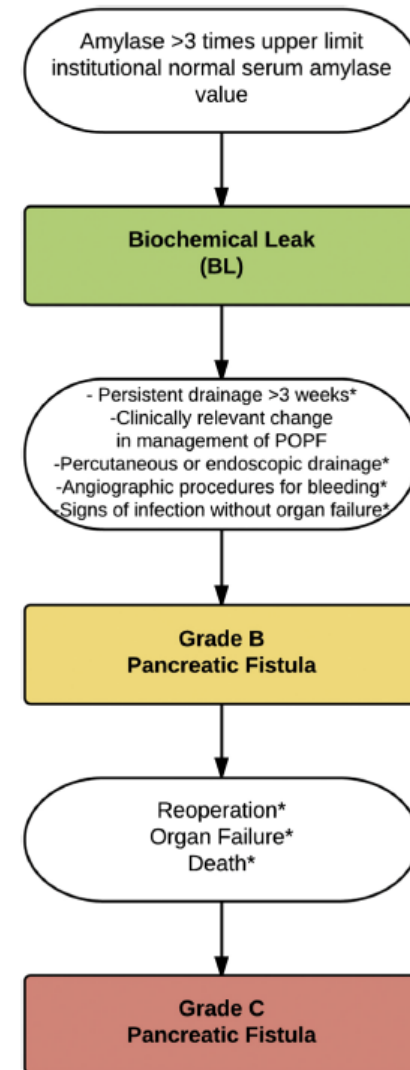 Amylase >3 times upper limit
institutional normal serum amylase
value
Biochemical Leak
(BL)
- Persistent drainage >3 weeks*
-Clinically relevant change
in management of POPF
-Percutaneous or endoscopic drainage*
-Angiographic procedures for bleeding*
-Signs of infection without organ failure*
Grade B
Pancreatic Fistula
Reoperation*
Organ Failure*
Death*
Grade C
Pancreatic Fistula